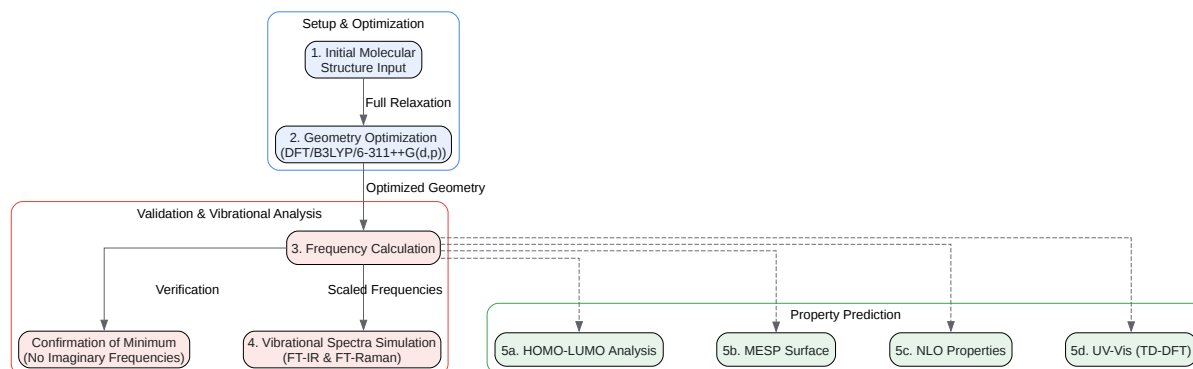 Setup & Optimization
1. Initial Molecular
Structure Input
Full Relaxation
2. Geometry Optimization
(DFT/B3LYP/6-311++G(d,p))
Optimized Geometry
Validation & Vibrational Analysis
3. Frequency Calculation
Verification
Scaled Frequencies
Confirmation of Minimum
(No Imaginary Frequencies)
4. Vibrational Spectra Simulation
(FT-IR & FT-Raman)
Property Prediction
5a. HOMO-LUMO Analysis
5b. MESP Surface
5c. NLO Properties
5d. UV-Vis (TD-DFT)